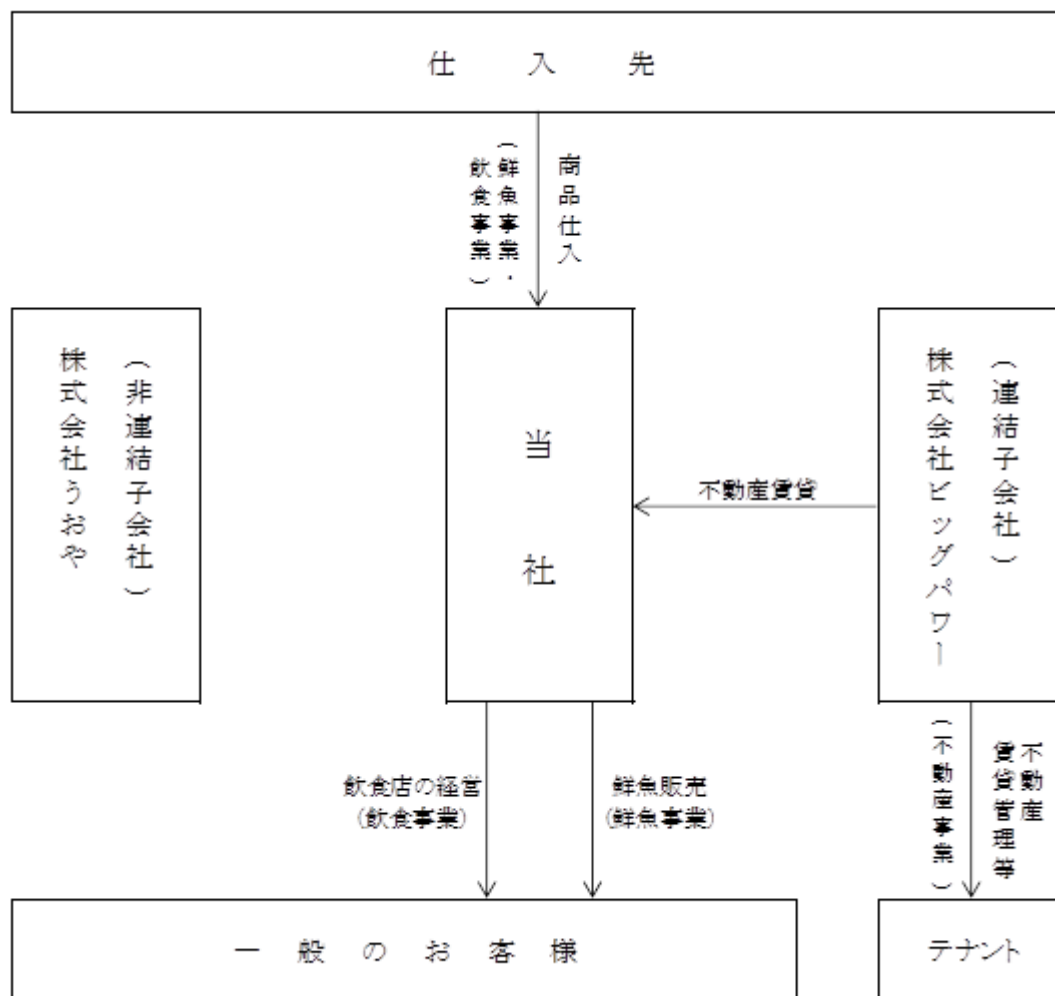 仕入先
商品仕入
(鮮魚事業・
飲食事業)
(非連結子会社)
株式会社うおや
当社
不動産賃貸
(連結子会社)
株式会社ビッグパワー
飲食店の経営
(飲食事業)
鮮魚販売
(鮮魚事業)
不動産
賃貸管理等
(不動産事業)
一般のお客様
テナント